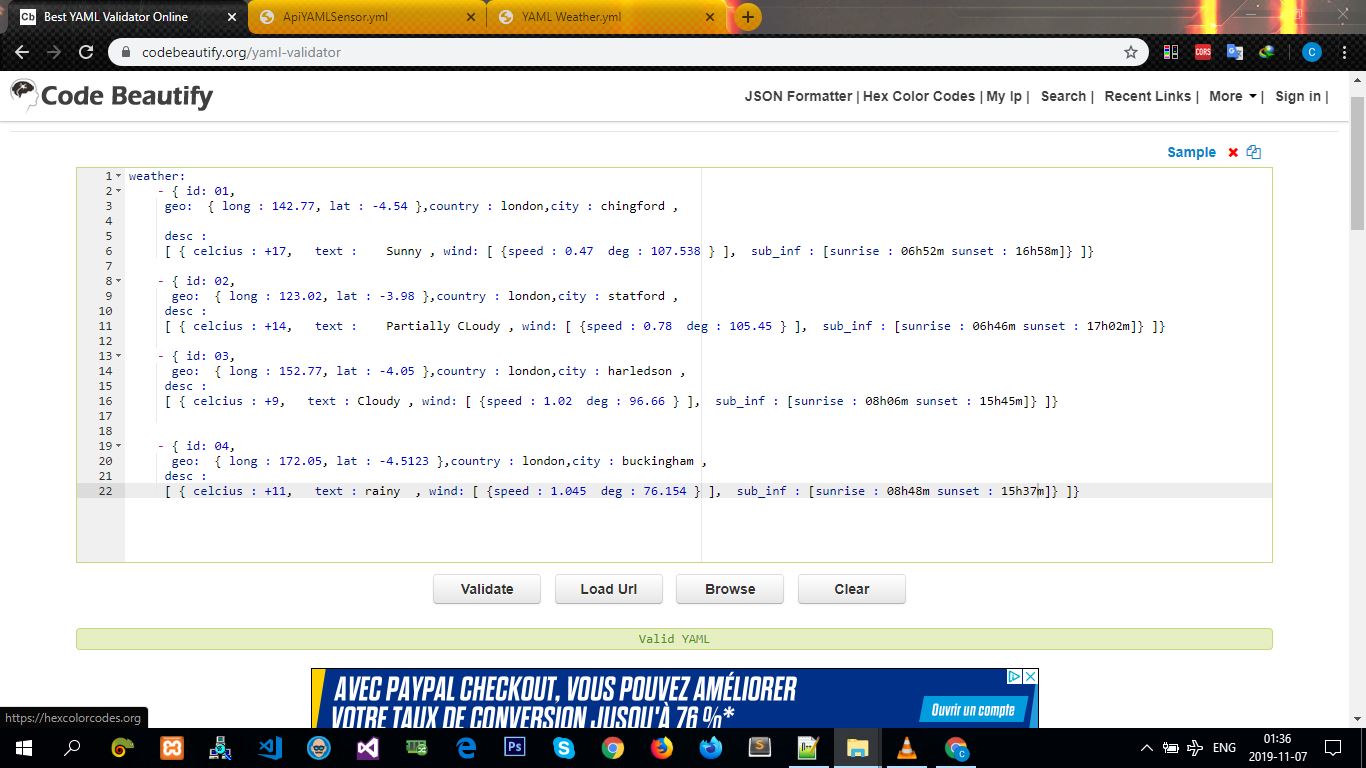 Cb Best YAML Validator Online
ApiYAMLSensor.yml
YAML Weather.yml
codebeautify.org/yaml-validator
CORS
C
Code Beautify
JSON Formatter | Hex Color Codes | My Ip | Search | Recent Links | More | Sign in |
Sample
1 weather:
2 - { id: 01,
3 geo: { long : 142.77, lat : -4.54 },country : london,city : chingford ,
4
5 desc :
6 [ { celcius : +17, text : Sunny , wind: [ {speed : 0.47 deg : 107.538 } ], sub_inf : [sunrise : 06h52m sunset : 16h58m]} ]}
7
8 - { id: 02,
9 geo: { long : 123.02, lat : -3.98 },country : london,city : statford ,
10 desc :
11 [ { celcius : +14, text : Partially CLoudy , wind: [ {speed : 0.78 deg : 105.45 } ], sub_inf : [sunrise : 06h46m sunset : 17h02m]} ]}
12
13 - { id: 03,
14 geo: { long : 152.77, lat : -4.05 },country : london,city : harledson ,
15 desc :
16 [ { celcius : +9, text : Cloudy , wind: [ {speed : 1.02 deg : 96.66 } ], sub_inf : [sunrise : 08h06m sunset : 15h45m]} ]}
17
18
19 - { id: 04,
20 geo: { long : 172.05, lat : -4.5123 },country : london,city : buckingham ,
21 desc :
22 [ { celcius : +11, text : rainy , wind: [ {speed : 1.045 deg : 76.154 } ], sub_inf : [sunrise : 08h48m sunset : 15h37m]} ]}
Validate Load Url Browse Clear
Valid YAML
AVEC PAYPAL CHECKOUT, VOUS POUVEZ AMÉLIORER
VOTRE TAUX DE CONVERSION JUSQU'À 76 %*
Ouvrir un compte
https://hexcolorcodes.org
Ps
S
C
ENG
01:36
2019-11-07